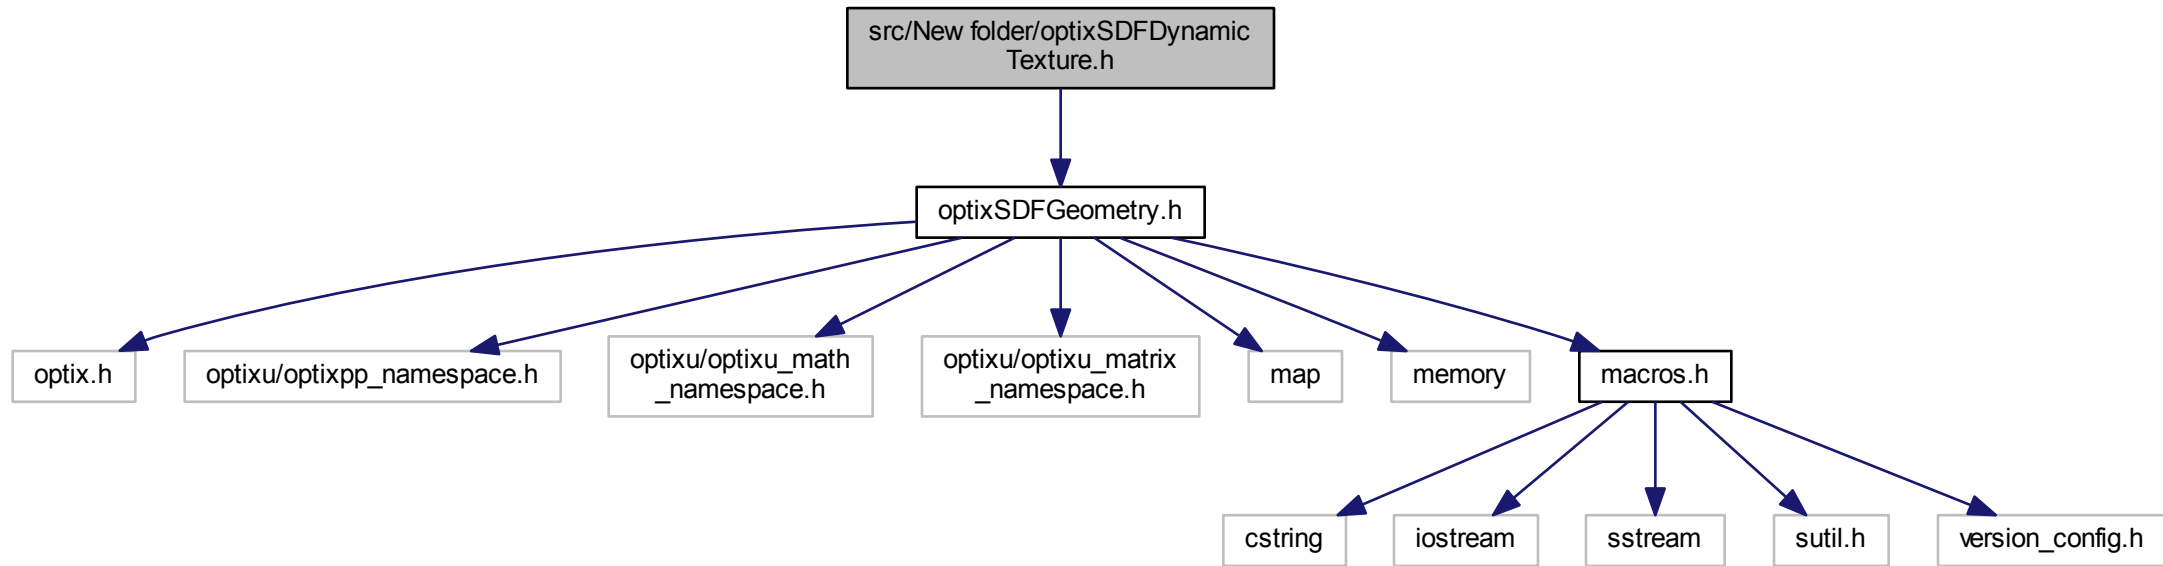 src/New folder/optixSDFDynamic
Texture.h
optixSDFGeometry.h
optix.h
optixu/optixpp_namespace.h
optixu/optixu_math
_namespace.h
optixu/optixu_matrix
_namespace.h
map
memory
macros.h
cstring
iostream
sstream
sutil.h
version_config.h